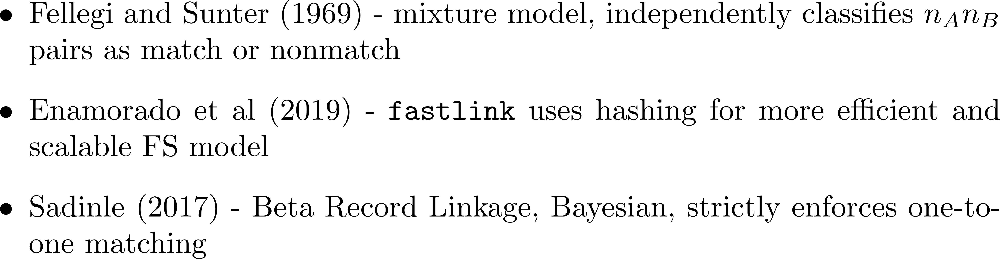 • Fellegi and Sunter (1969) - mixture model, independently classifies $n_A n_B$
pairs as match or nonmatch
• Enamorado et al (2019) - fastlink uses hashing for more efficient and
scalable FS model
• Sadinle (2017) - Beta Record Linkage, Bayesian, strictly enforces one-to-
one matching